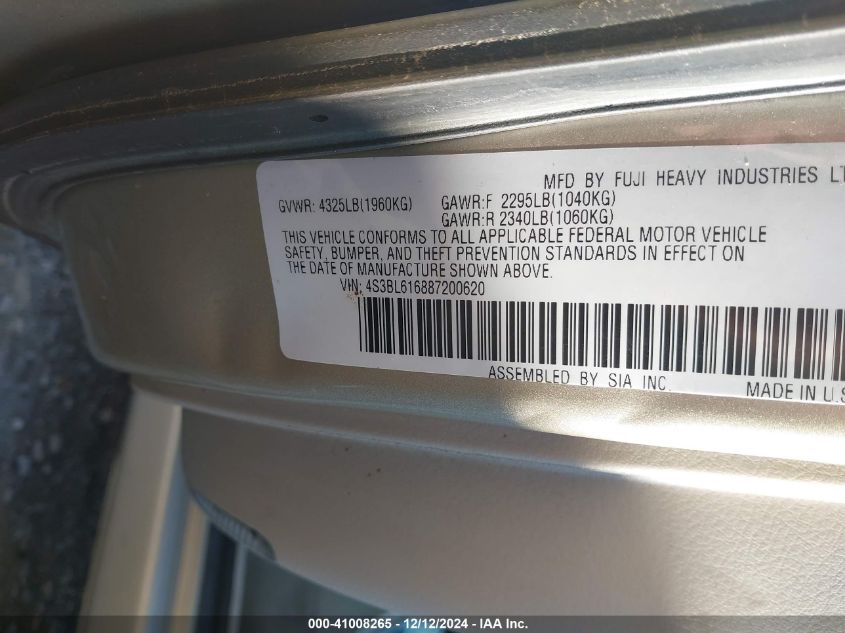 MFD BY FUJI HEAVY INDUSTRIES LT
GVWR: 4325LB(1960KG) GAWR:F 2295LB(1040KG)
GAWR:R 2340LB(1060KG)
THIS VEHICLE CONFORMS TO ALL APPLICABLE FEDERAL MOTOR VEHICLE
SAFETY, BUMPER, AND THEFT PREVENTION STANDARDS IN EFFECT ON
THE DATE OF MANUFACTURE SHOWN ABOVE.
VIN: 4S3BL616887200620
ASSEMBLED BY SIA INC.
MADE IN U.S
000-41008265 - 12/12/2024 - IAA Inc.